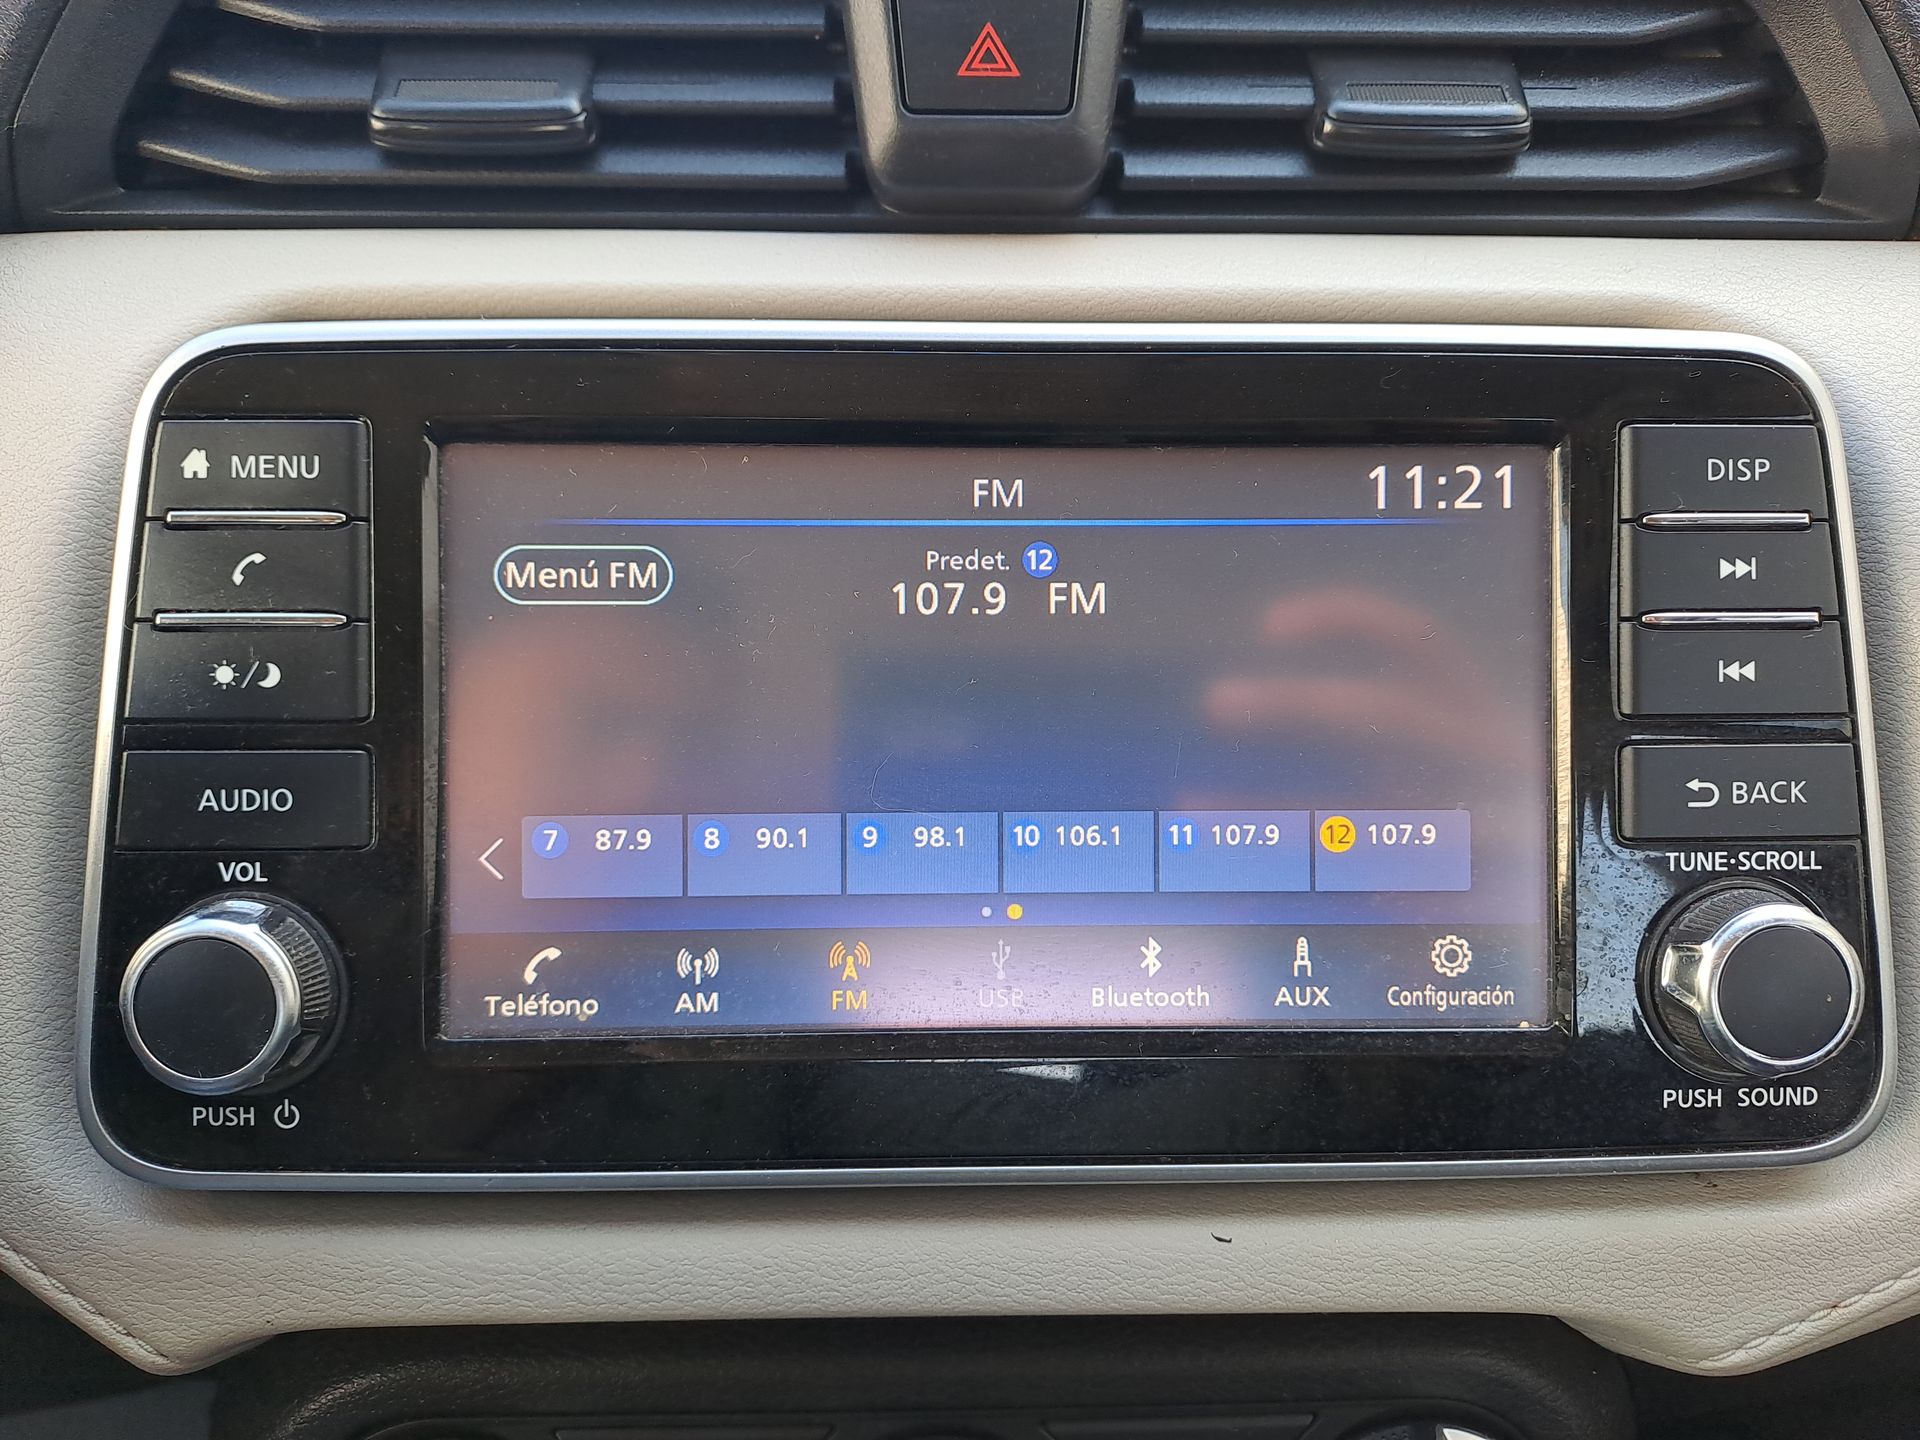 MENU
AUDIO
VOL
PUSH
FM 11:21
Menú FM
Predet. 12
107.9 FM
7 87.9 8 90.1 9 98.1 10 106.1 11 107.9 12 107.9
Teléfono AM FM USB Bluetooth AUX Configuración
DISP
BACK
TUNE·SCROLL
PUSH SOUND